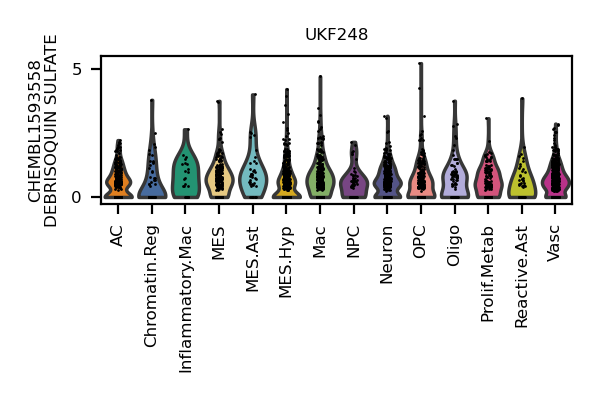 UKF248
CHEMBL1593558
DEBRISOQUIN SULFATE
5
0
AC
Chromatin.Reg
Inflammatory.Mac
MES
MES.Ast
MES.Hyp
Mac
NPC
Neuron
OPC
Oligo
Prolif.Metab
Reactive.Ast
Vasc